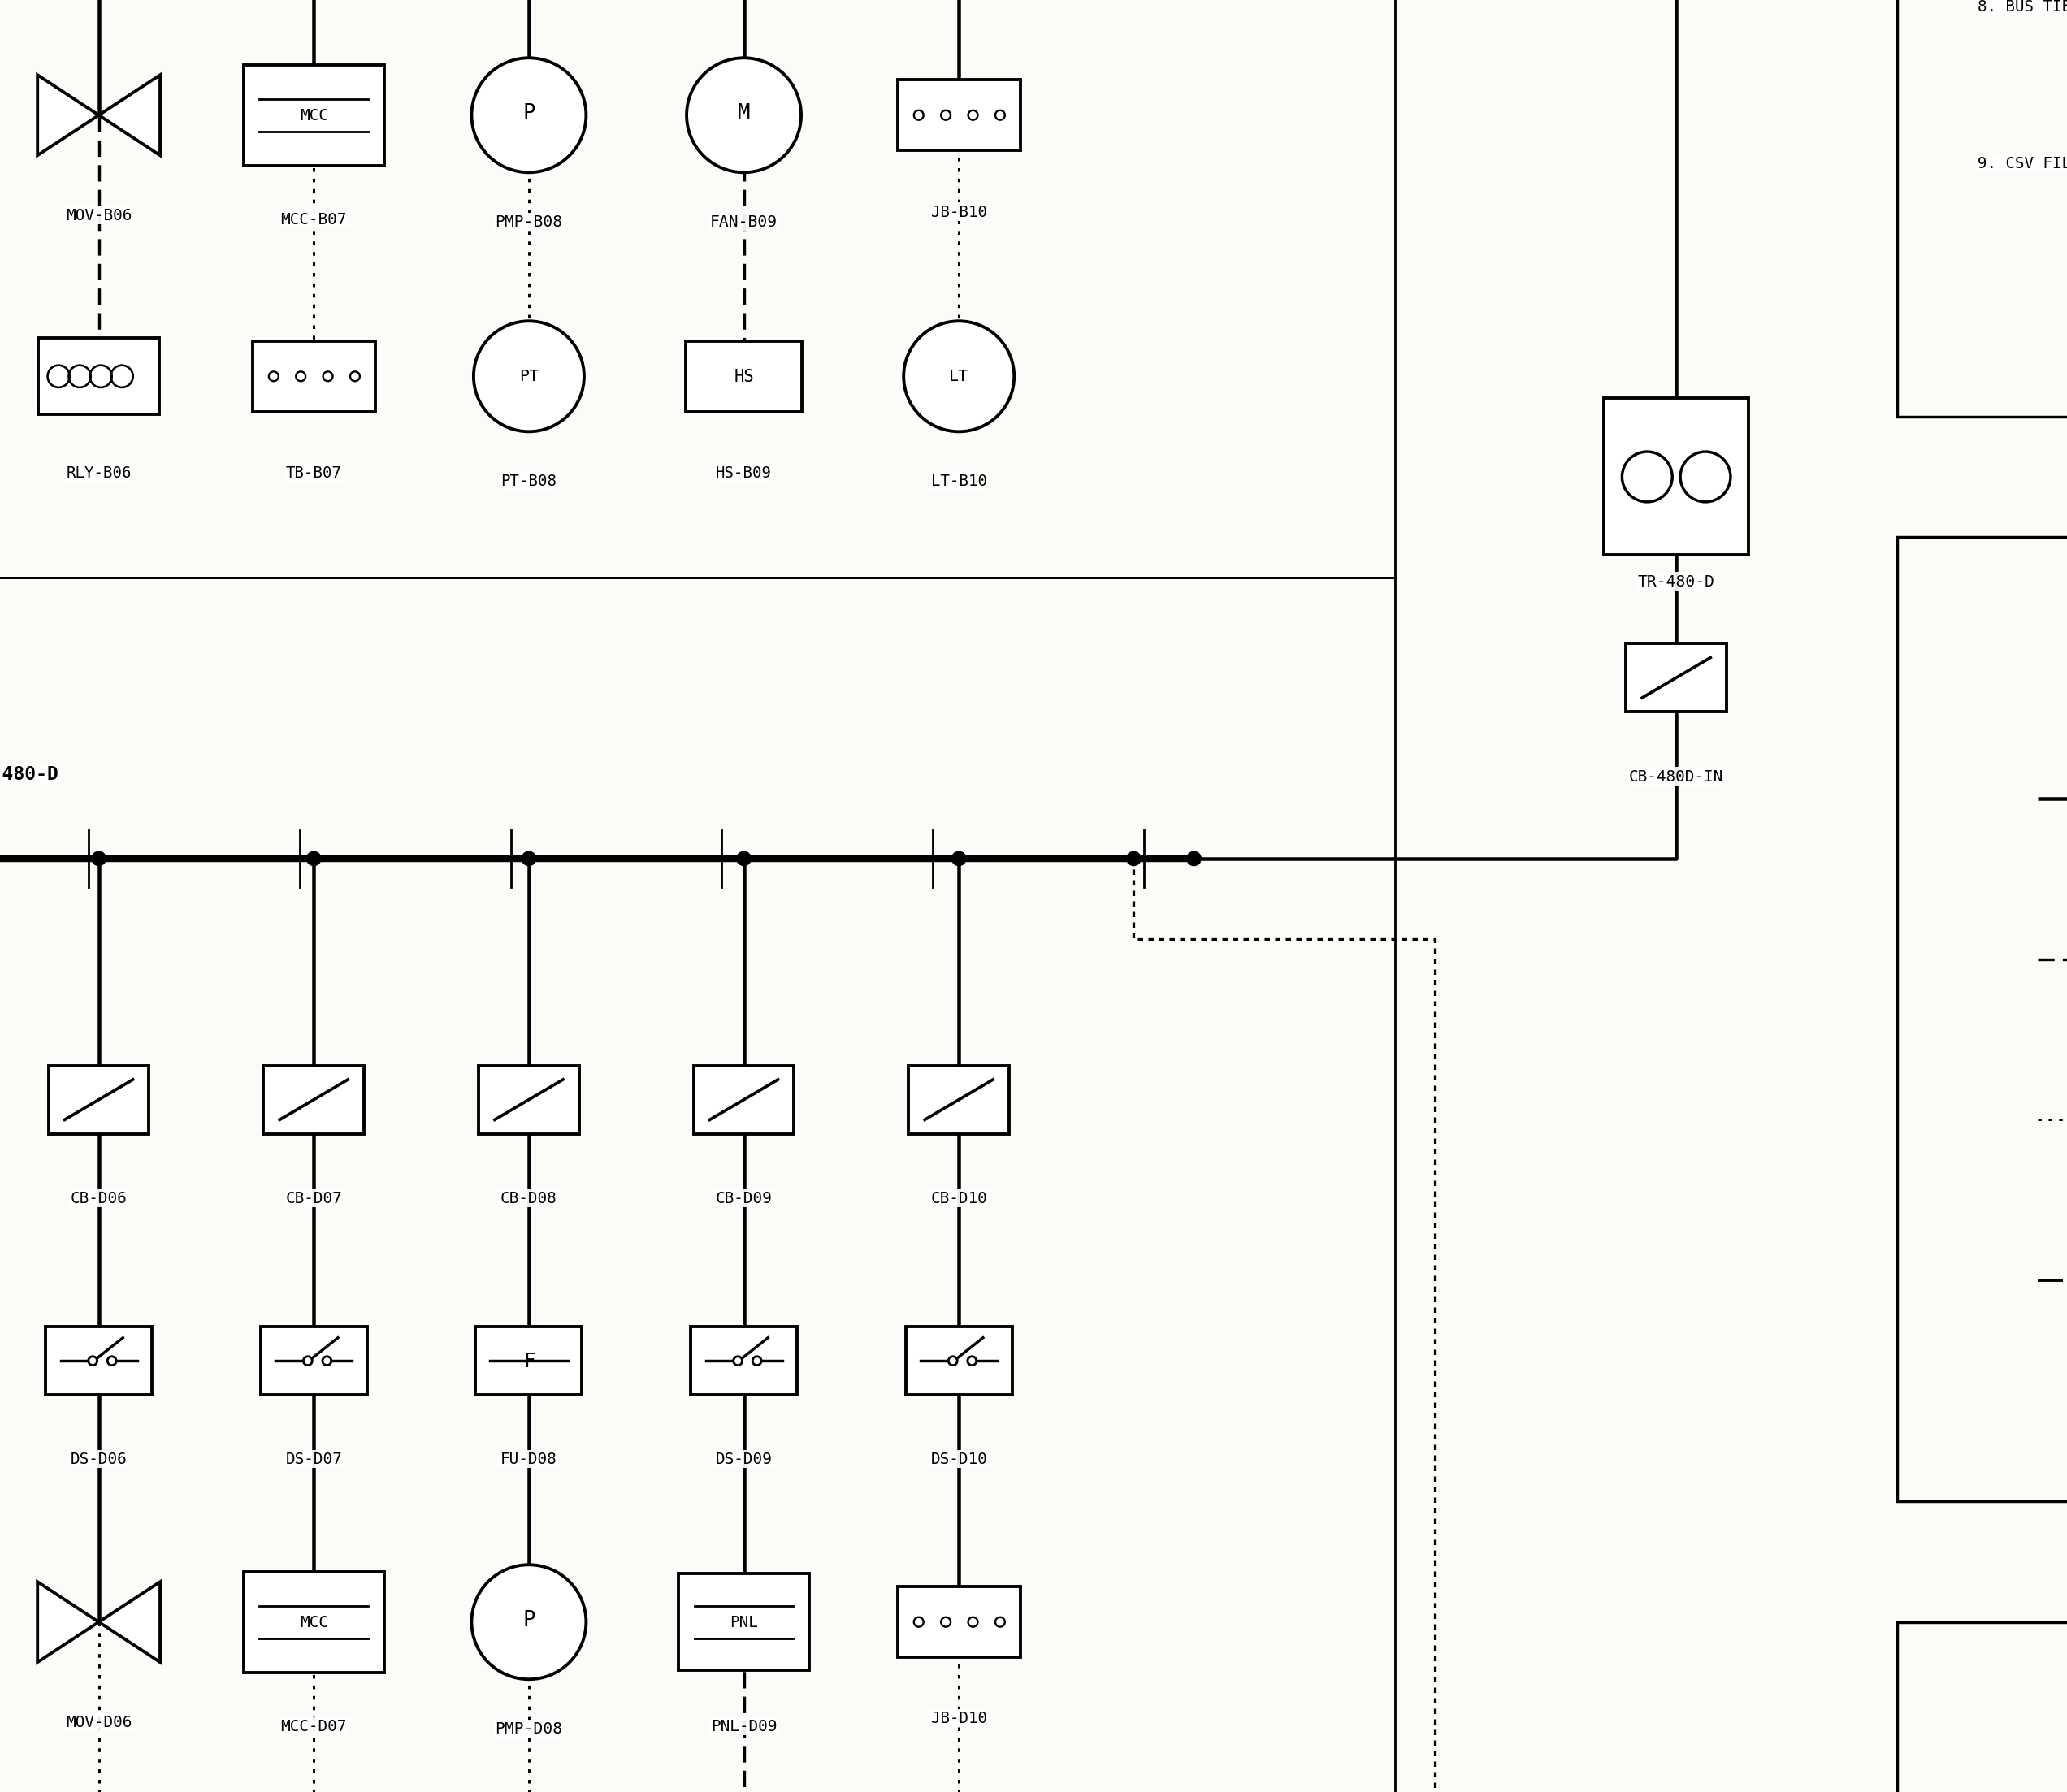 8. BUS TIE
MCC
P
M
9. CSV FIL
MOV-B06
MCC-B07
PMP-B08
FAN-B09
JB-B10
PT
HS
LT
RLY-B06
TB-B07
PT-B08
HS-B09
LT-B10
TR-480-D
480-D
CB-480D-IN
CB-D06
CB-D07
CB-D08
CB-D09
CB-D10
F
DS-D06
DS-D07
FU-D08
DS-D09
DS-D10
MCC
P
PNL
MOV-D06
MCC-D07
PMP-D08
PNL-D09
JB-D10